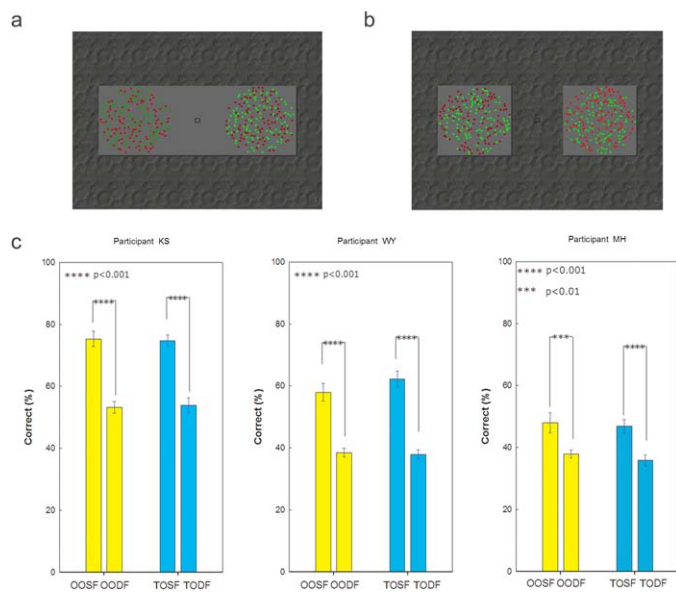 a
b
c
Participant KS
Participant WY
Participant MH
100
80
60
40
20
0
Correct (%)
**** p<0.001
****
****
OOSF OODF
TOSF TODF
100
80
60
40
20
0
Correct (%)
**** p<0.001
****
****
OOSF OODF
TOSF TODF
100
80
60
40
20
0
Correct (%)
**** p<0.001
*** p<0.01
***
****
OOSF OODF
TOSF TODF